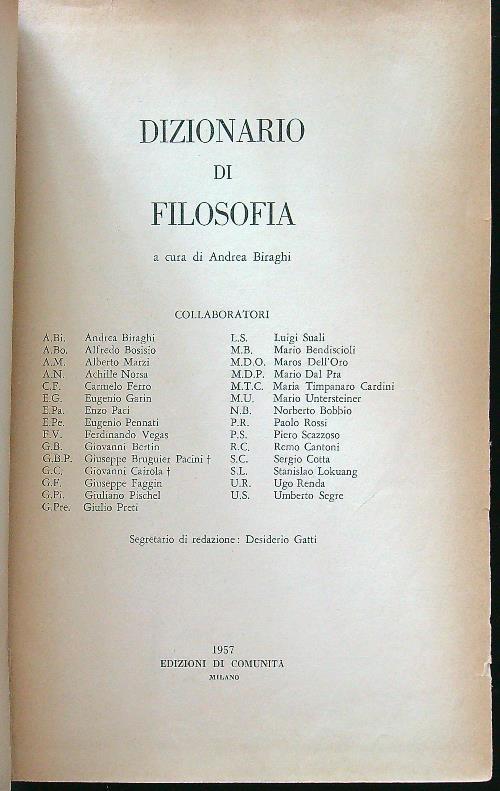 DIZIONARIO
DI
FILOSOFIA
a cura di Andrea Biraghi
COLLABORATORI
A.Bi. Andrea Biraghi
A.Bo. Alfredo Bosisio
A.M. Alberto Marzi
A.N. Achille Norsa
C.F. Carmelo Ferro
E.G. Eugenio Garin
E.Pa. Enzo Paci
E.Pe. Eugenio Pennati
F.V. Ferdinando Vegas
G.B. Giovanni Bertin
G.B.P. Giuseppe Bruguier Pacini †
G.C. Giovanni Cairola †
G.F. Giuseppe Faggin
G.Pi. Giuliano Pischel
G.Pre. Giulio Preti
L.S. Luigi Suali
M.B. Mario Bendiscioli
M.D.O. Maros Dell'Oro
M.D.P. Mario Dal Pra
M.T.C. Maria Timpanaro Cardini
M.U. Mario Untersteiner
N.B. Norberto Bobbio
P.R. Paolo Rossi
P.S. Piero Scazzoso
R.C. Remo Cantoni
S.C. Sergio Cotta
S.L. Stanislao Lokuang
U.R. Ugo Renda
U.S. Umberto Segre
Segretario di redazione: Desiderio Gatti
1957
EDIZIONI DI COMUNITÀ
MILANO